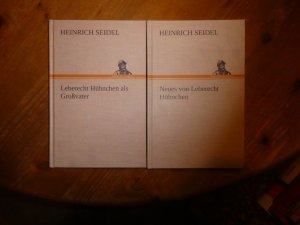 HEINRICH SEIDEL
Leberecht Hühnchen als
Großvater
HEINRICH SEIDEL
Neues von Leberecht
Hühnchen